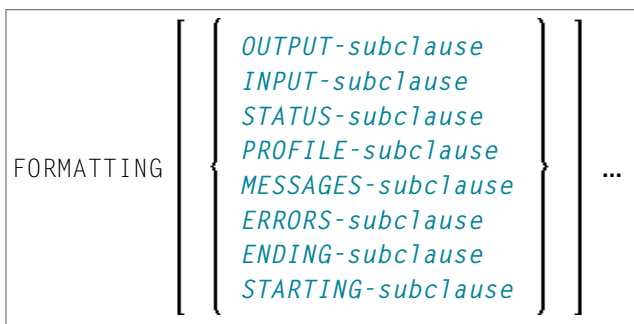 OUTPUT-subclause
INPUT-subclause
STATUS-subclause
PROFILE-subclause
FORMATTING [ { MESSAGES-subclause } ] ...
ERRORS-subclause
ENDING-subclause
STARTING-subclause